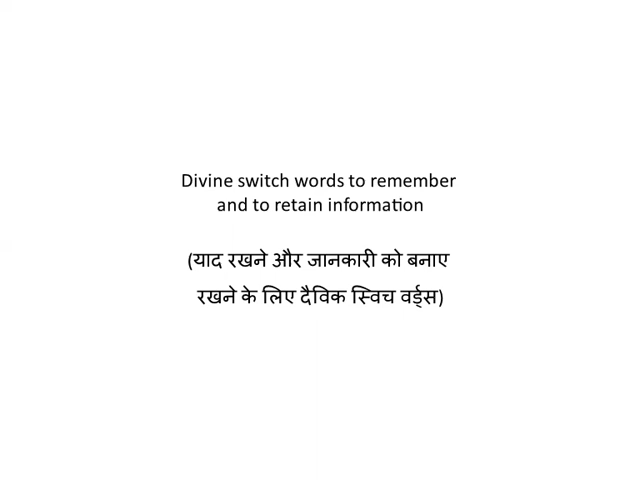 Divine switch words to remember
and to retain information
(याद रखने और जानकारी को बनाए
रखने के लिए दैविक स्विच वर्ड्स)